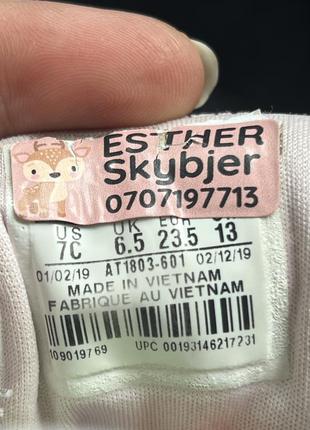 ESTHER
Skybjer
0707197713
US UK EUR
7C 6.5 23.5 13
01/02/19 AT1803-601 02/12/19
MADE IN VIETNAM
FABRIQUE AU VIETNAM
109019769 UPC 00193146217231